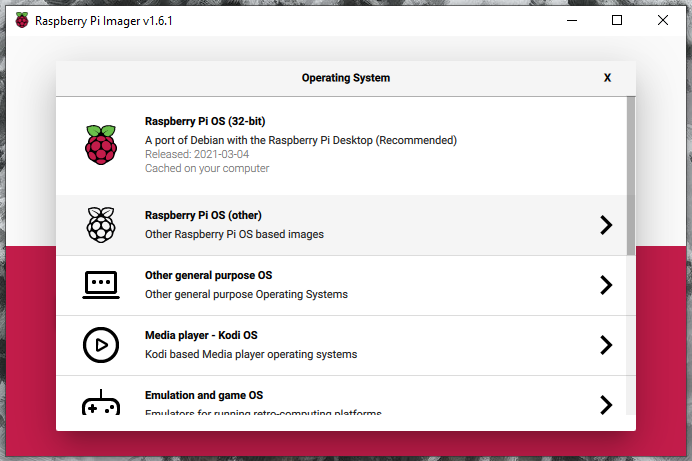 Raspberry Pi Imager v1.6.1
Operating System
X
Raspberry Pi OS (32-bit)
A port of Debian with the Raspberry Pi Desktop (Recommended)
Released: 2021-03-04
Cached on your computer
Raspberry Pi OS (other)
Other Raspberry Pi OS based images
Other general purpose OS
Other general purpose Operating Systems
Media player - Kodi OS
Kodi based Media player operating systems
Emulation and game OS
Emulators for running retro-computing platforms